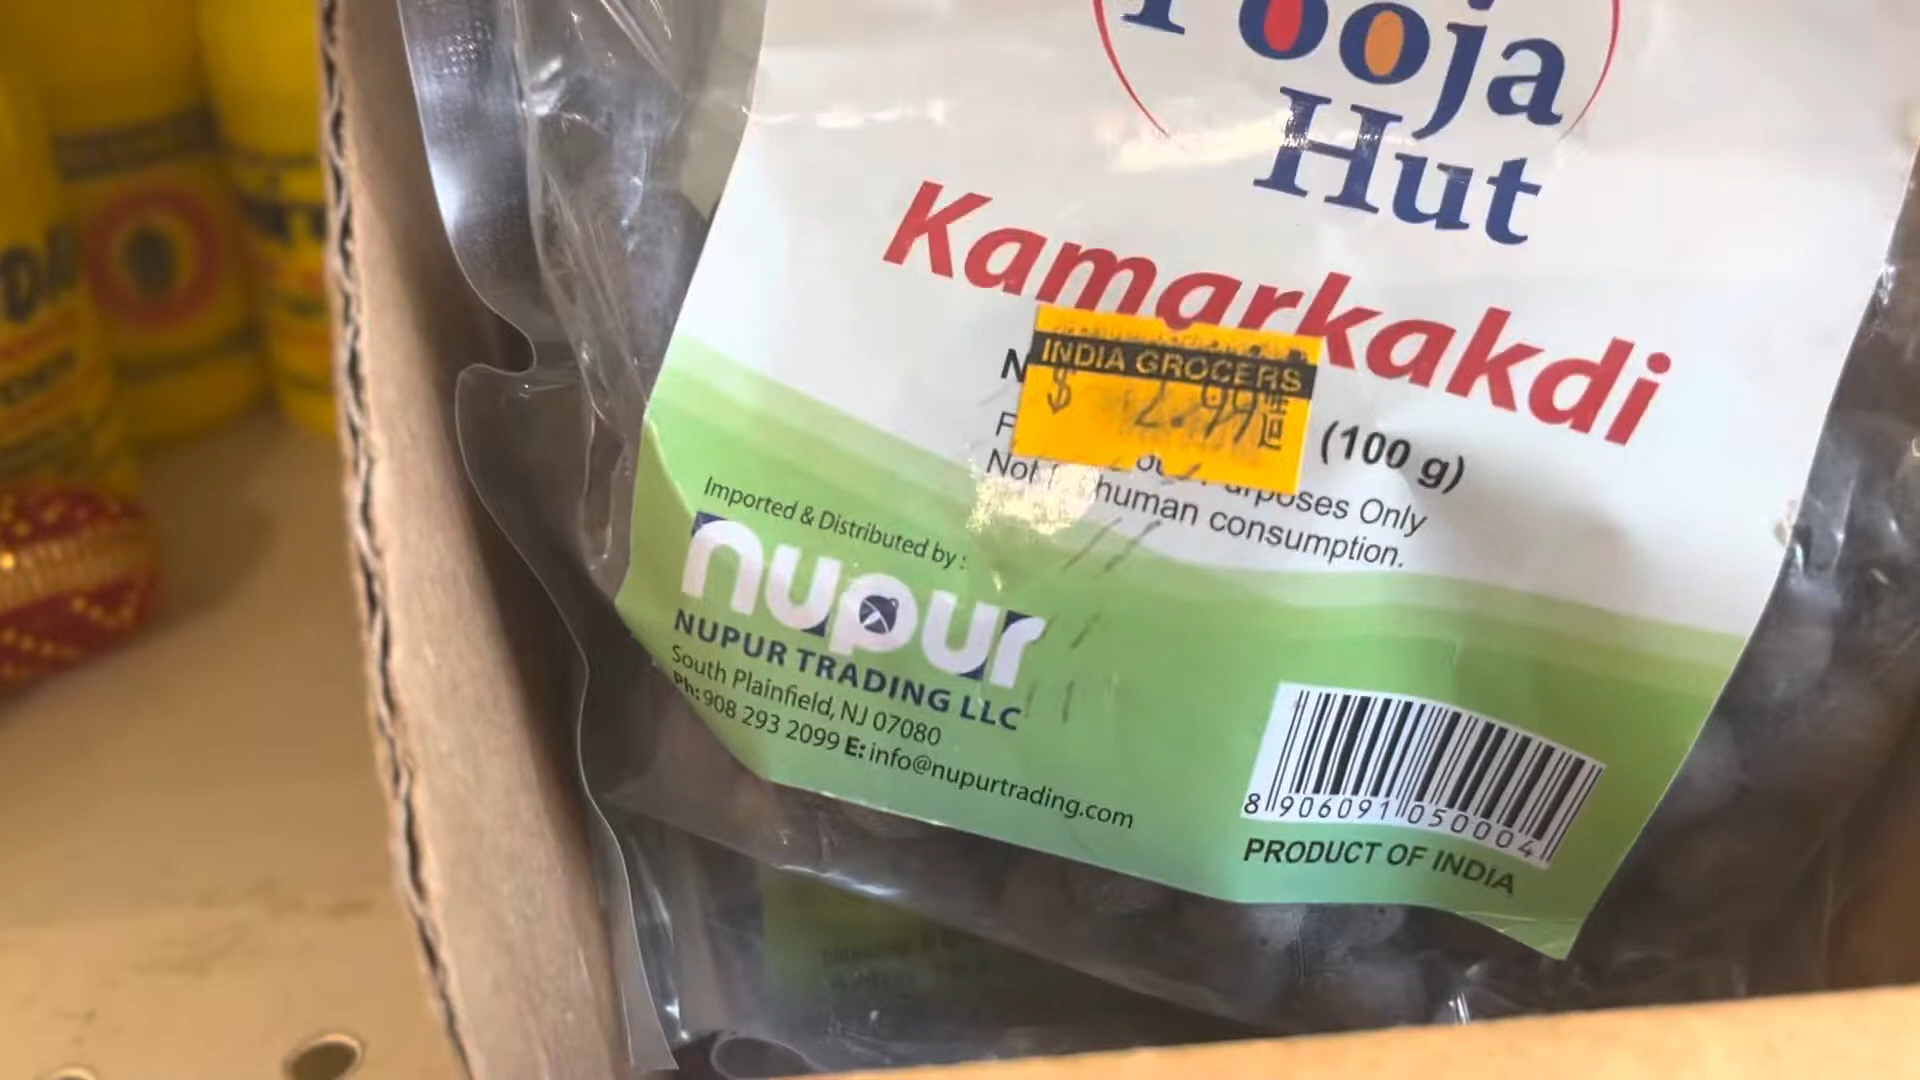 Pooja
Hut
Kamarkakdi
INDIA GROCERS
$ 2.99
(100 g)
Purposes Only
Not human consumption.
Imported & Distributed by :
nupur
NUPUR TRADING LLC
South Plainfield, NJ 07080
Ph: 908 293 2099 E: info@nupurtrading.com
8 906091 050004
PRODUCT OF INDIA